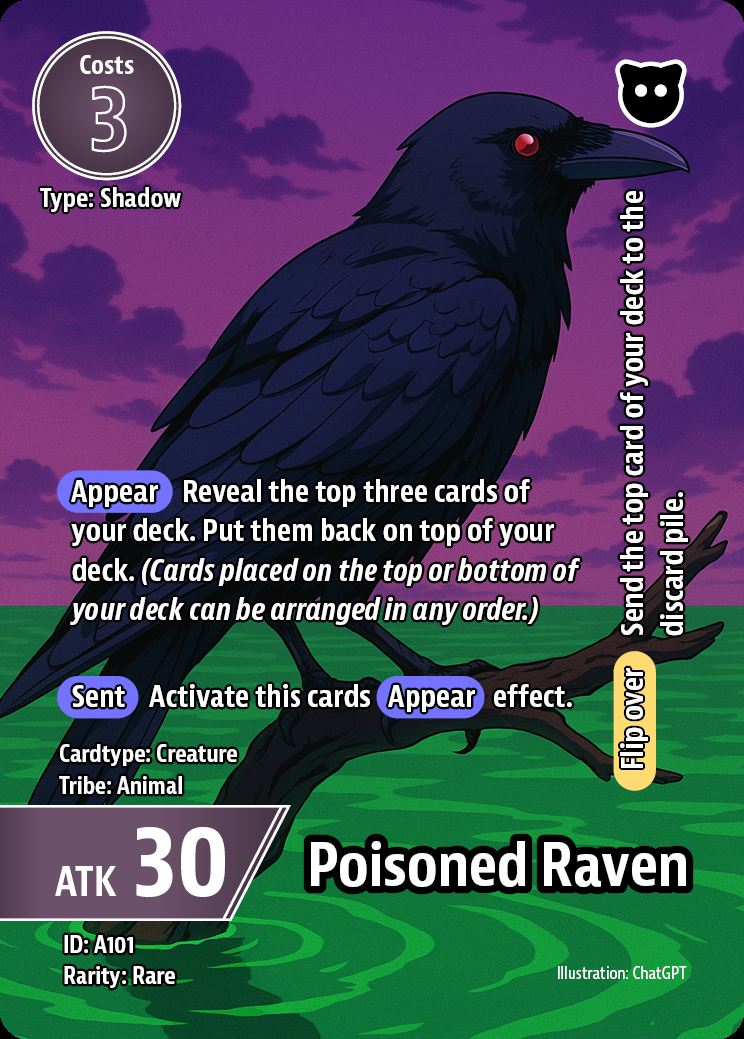 Costs
3
Type: Shadow
Appear Reveal the top three cards of
your deck. Put them back on top of your
deck. (Cards placed on the top or bottom of
your deck can be arranged in any order.)
Sent Activate this cards Appear effect.
Flip over Send the top card of your deck to the
discard pile.
Cardtype: Creature
Tribe: Animal
ATK 30
Poisoned Raven
ID: A101
Rarity: Rare
Illustration: ChatGPT